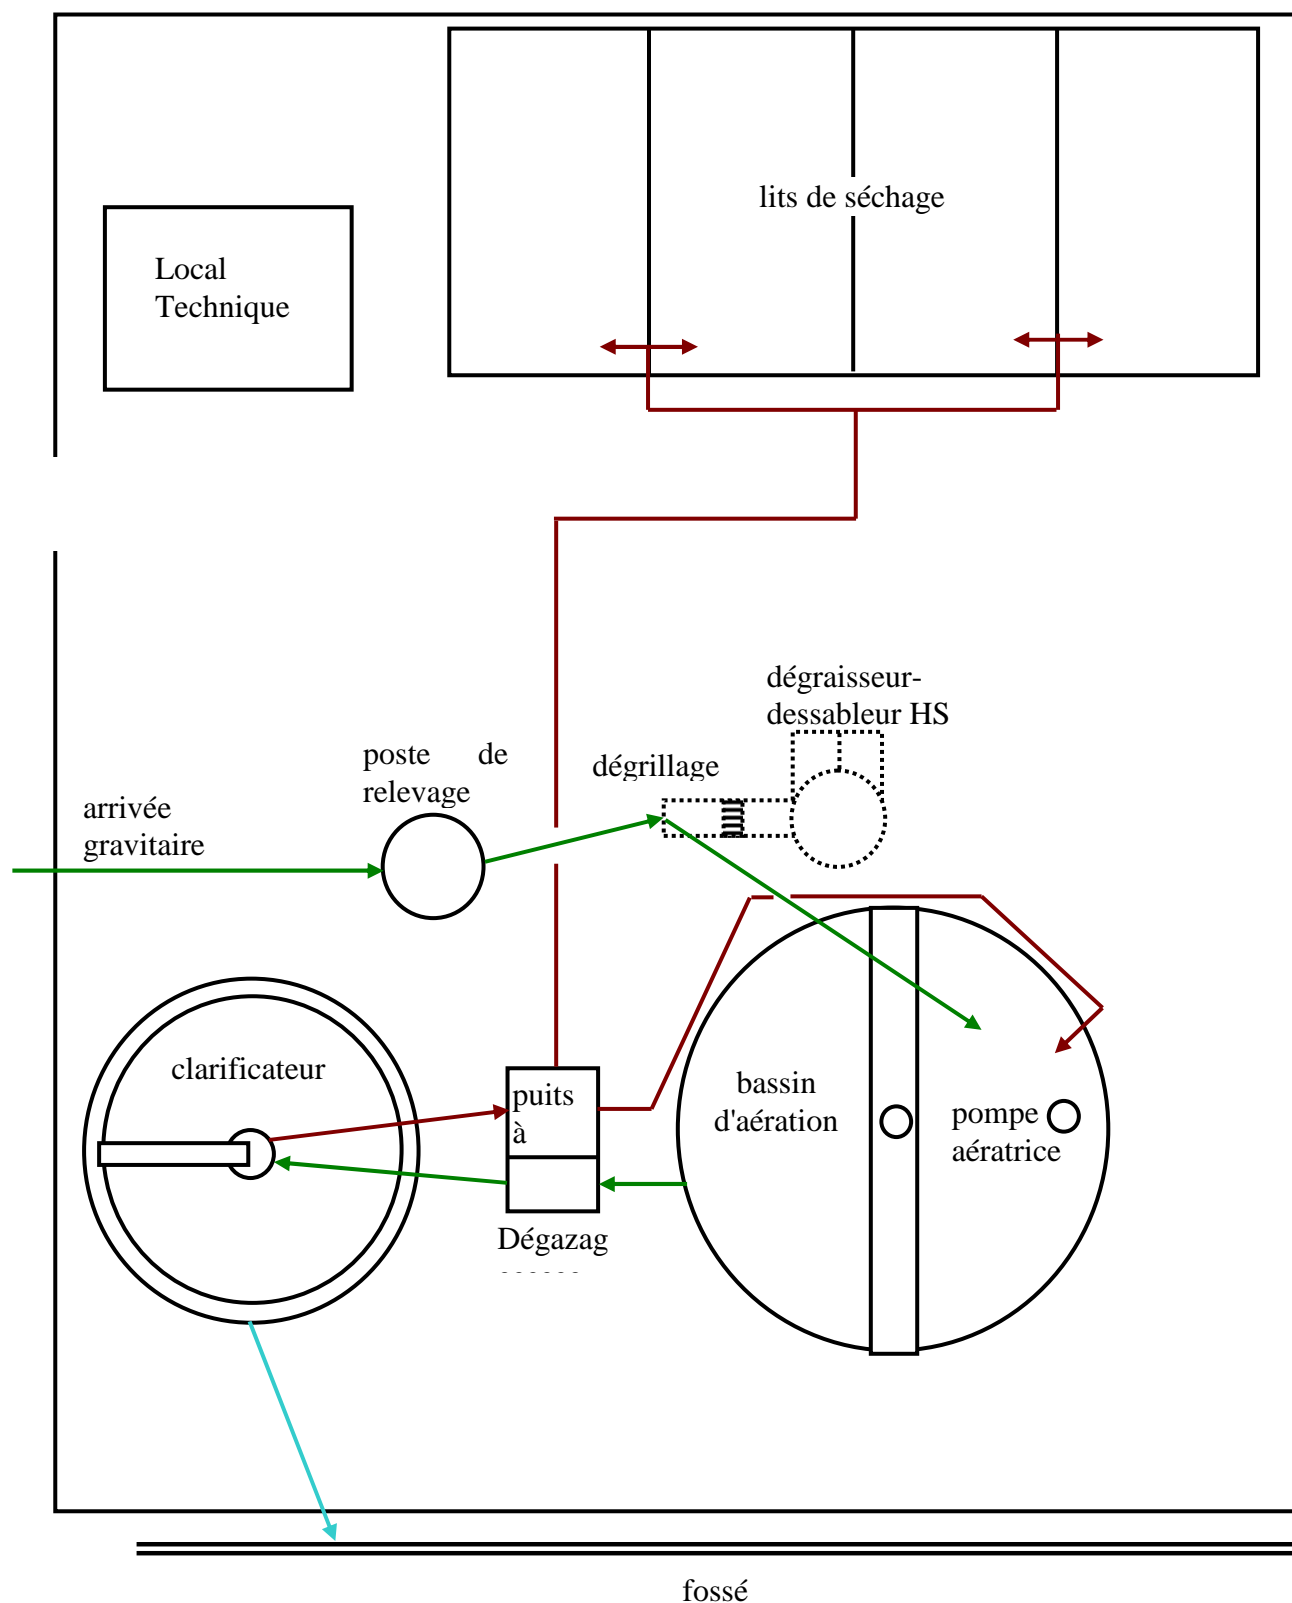 lits de séchage
Local
Technique
dégraisseur-
dessableur HS
poste de
relevage
dégrillage
arrivée
gravitaire
clarificateur
puits
à
bassin
d'aération
pompe
aératrice
Dégazag
fossé